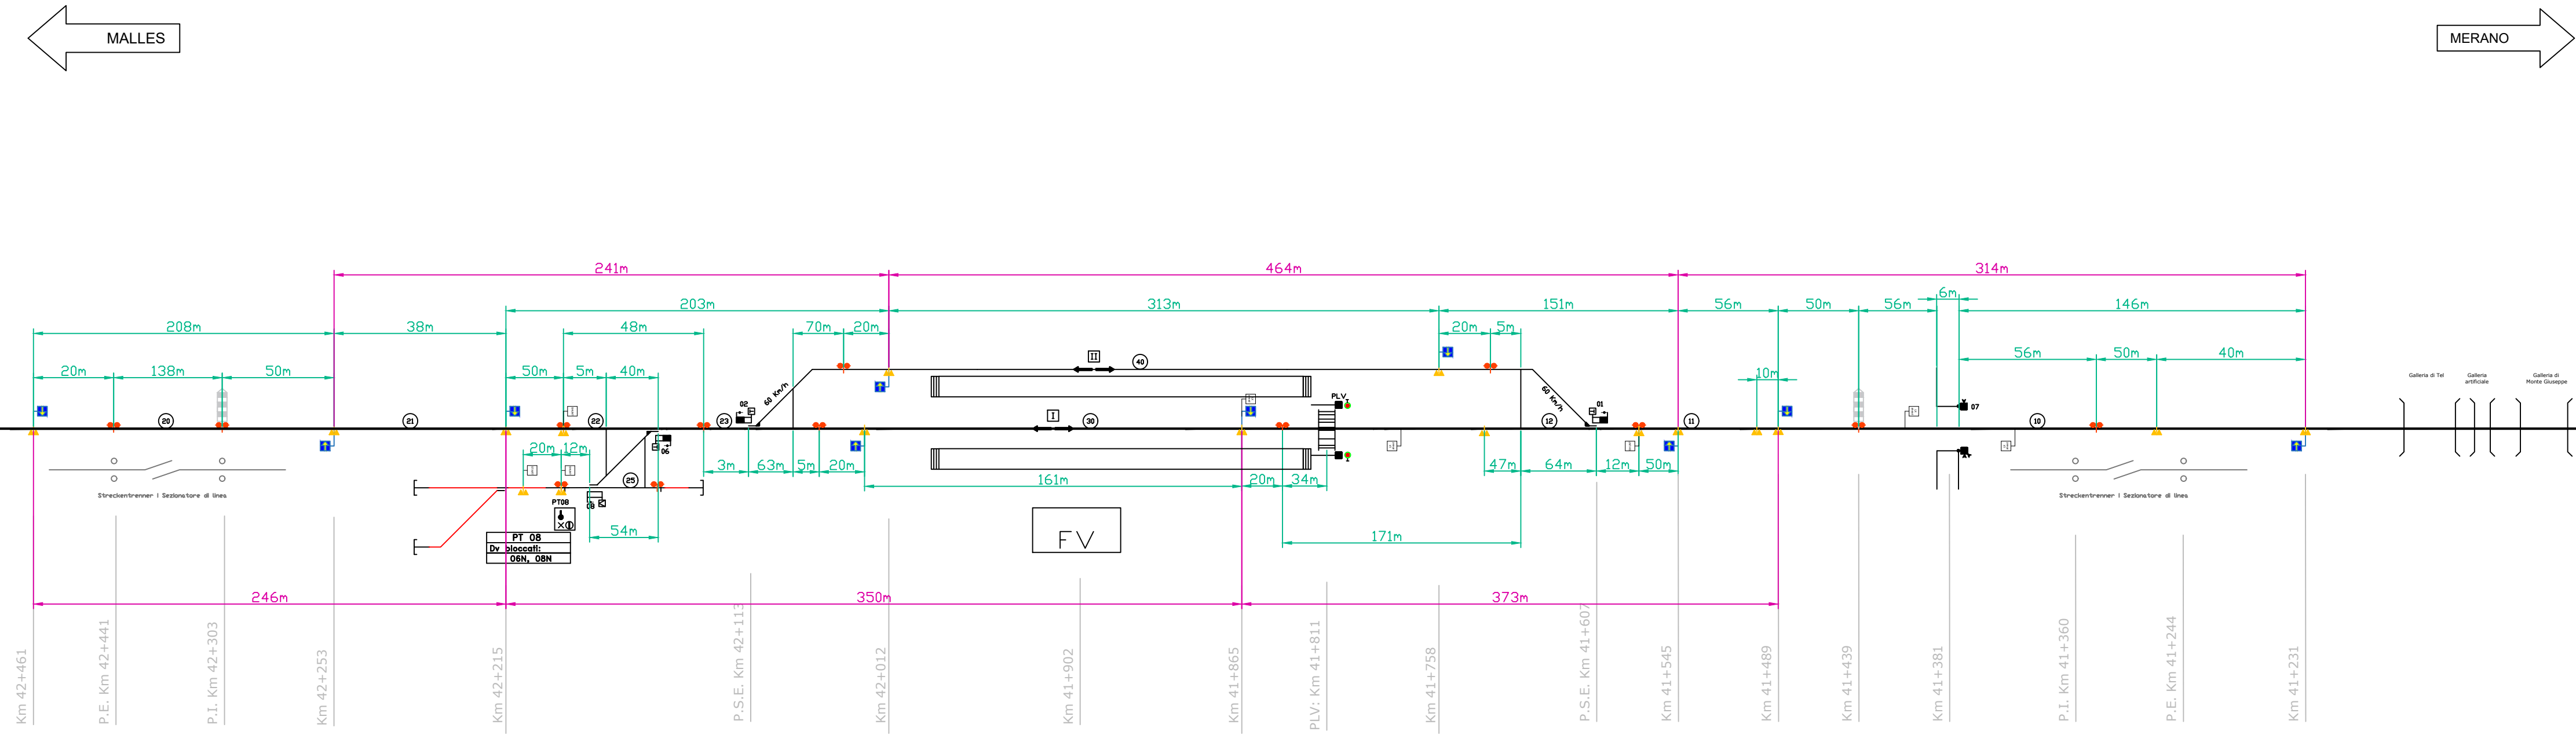 MALLES
MERANO
241m
464m
314m
203m
313m
151m
56m
50m
56m
6m
146m
208m
38m
48m
70m
20m
20m
5m
20m
138m
50m
50m
5m
40m
10m
56m
50m
40m
II
40
60 Km/h
60 Km/h
PLV
02
01
07
I
20
21
22
23
30
12
11
10
06
20m
12m
3m
63m
5m
20m
161m
20m
34m
47m
64m
12m
50m
25
08
PT08
54m
171m
Streckentrenner | Sezionatore di linea
Streckentrenner | Sezionatore di linea
Galleria di Tel
Galleria
artificiale
Galleria di
Monte Giuseppe
PT 08
Dv bloccati:
06N, 08N
FV
246m
350m
373m
Km 42+461
P.E. Km 42+441
P.I. Km 42+303
Km 42+253
Km 42+215
P.S.E. Km 42+113
Km 42+012
Km 41+902
Km 41+865
PLV: Km 41+811
Km 41+758
P.S.E. Km 41+607
Km 41+545
Km 41+489
Km 41+439
Km 41+381
P.I. Km 41+360
P.E. Km 41+244
Km 41+231